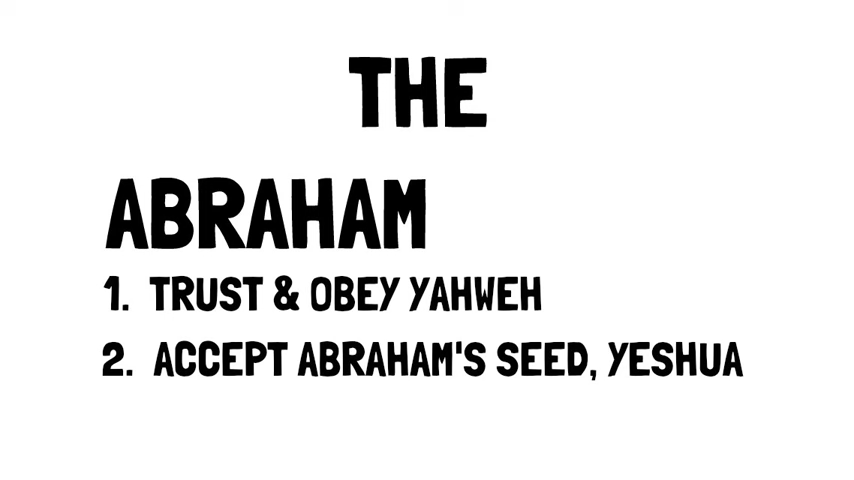 THE
ABRAHAM
1. TRUST & OBEY YAHWEH
2. ACCEPT ABRAHAM'S SEED, YESHUA